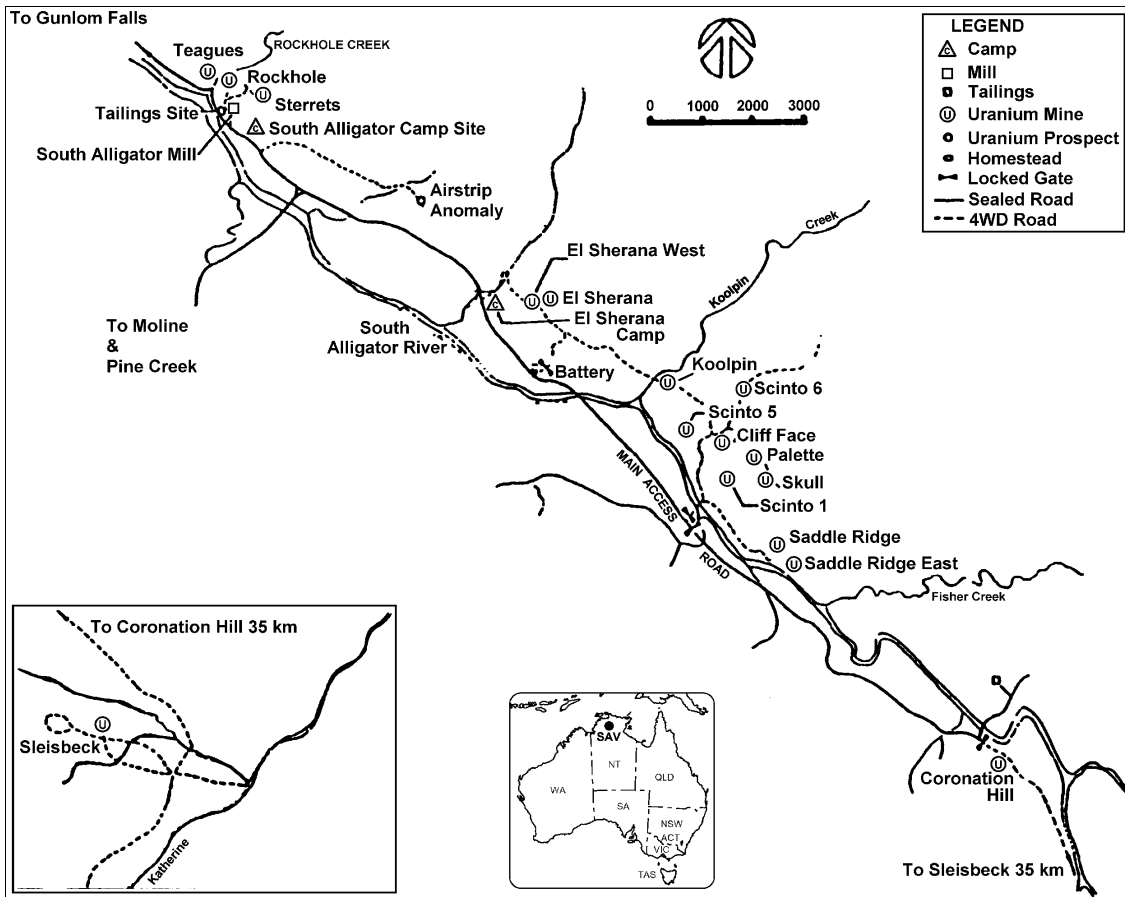 To Gunlom Falls
Teagues
U
ROCKHOLE CREEK
U
Rockhole
U
Sterrets
Tailings Site
C
South Alligator Camp Site
South Alligator Mill
Airstrip
Anomaly
0 1000 2000 3000
LEGEND
C Camp
Mill
Tailings
U Uranium Mine
Uranium Prospect
Homestead
Locked Gate
Sealed Road
4WD Road
To Moline
&
Pine Creek
South
Alligator River
El Sherana West
C
U
U
El Sherana
El Sherana
Camp
Battery
Koolpin
Creek
Koolpin
U
U
Scinto 6
Scinto 5
U
U
Cliff Face
U
Palette
U
Skull
U
Scinto 1
MAIN ACCESS
ROAD
U
Saddle Ridge
U
Saddle Ridge East
Fisher Creek
U
Coronation
Hill
To Sleisbeck 35 km
To Coronation Hill 35 km
U
Sleisbeck
Katherine
SAV
NT
WA
QLD
SA
NSW
ACT
VIC
TAS